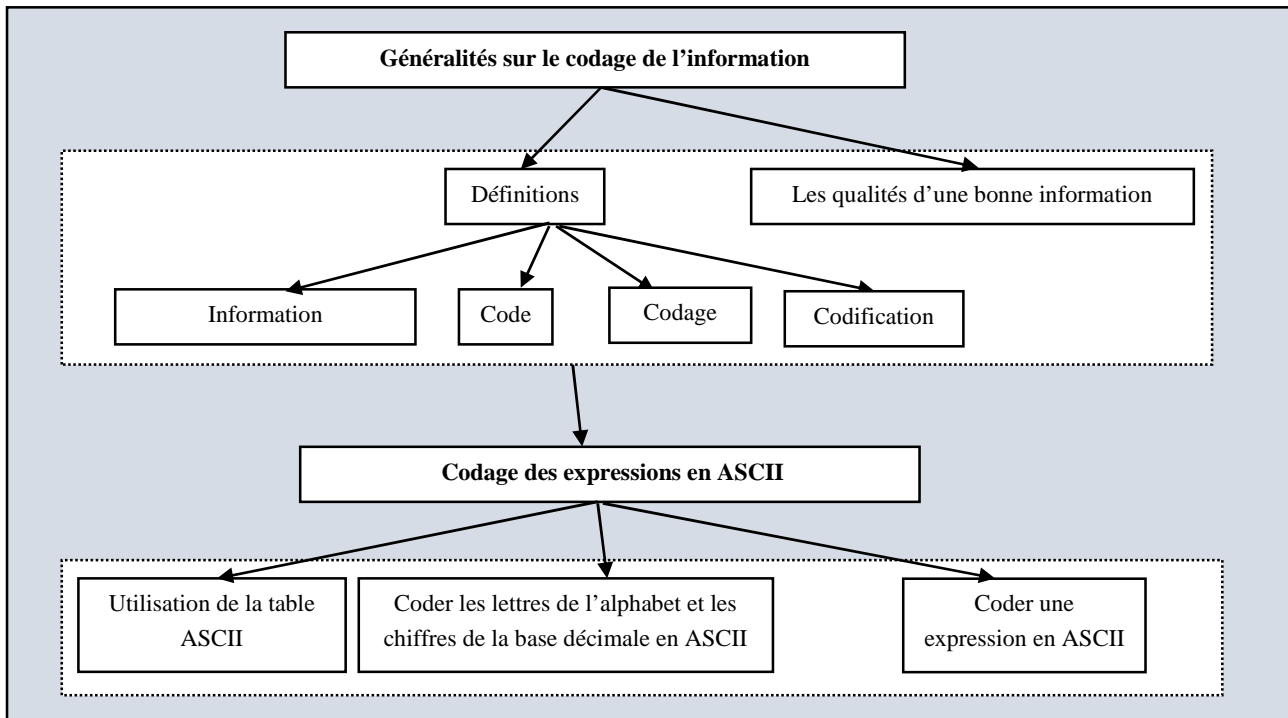 Généralités sur le codage de l’information
Définitions
Les qualités d’une bonne information
Information
Code
Codage
Codification
Codage des expressions en ASCII
Utilisation de la table
ASCII
Coder les lettres de l’alphabet et les
chiffres de la base décimale en ASCII
Coder une
expression en ASCII